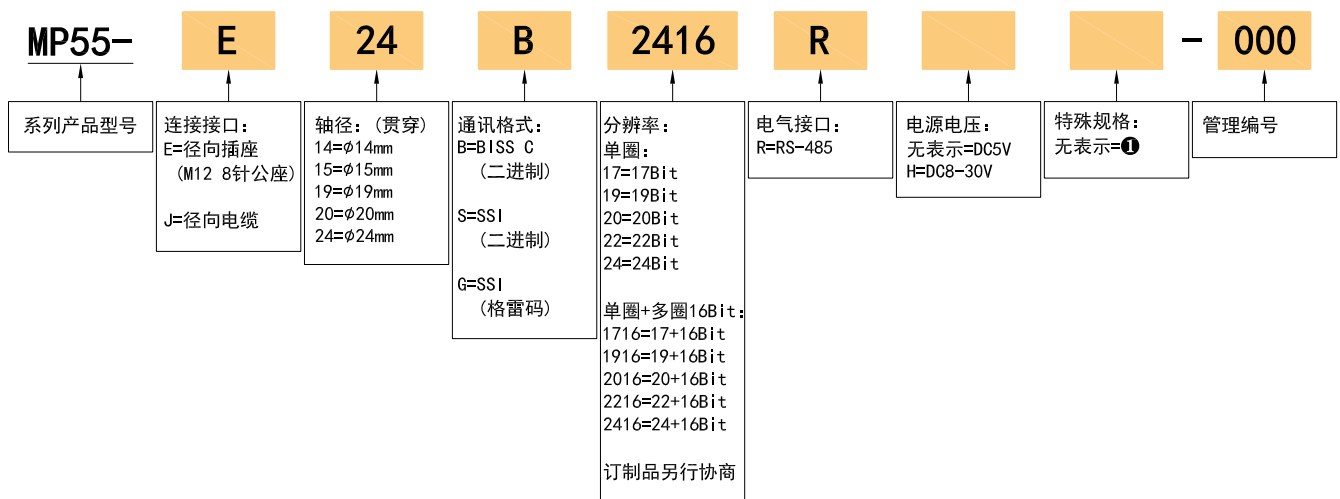 MP55- E 24 B 2416 R - 000
系列产品型号
连接接口：
E=径向插座
(M12 8针公座)
J=径向电缆
轴径：(贯穿)
14=φ14mm
15=φ15mm
19=φ19mm
20=φ20mm
24=φ24mm
通讯格式：
B=BISS C
(二进制)
S=SSI
(二进制)
G=SSI
(格雷码)
分辨率：
单圈：
17=17Bit
19=19Bit
20=20Bit
22=22Bit
24=24Bit
单圈+多圈16Bit：
1716=17+16Bit
1916=19+16Bit
2016=20+16Bit
2216=22+16Bit
2416=24+16Bit
订制品另行协商
电气接口：
R=RS-485
电源电压：
无表示=DC5V
H=DC8-30V
特殊规格：
无表示=❶
管理编号